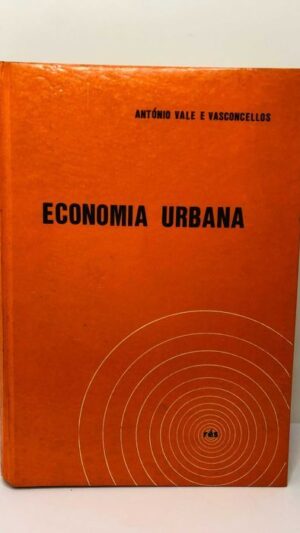 ANTÓNIO VALE E VASCONCELLOS
ECONOMIA URBANA
rés